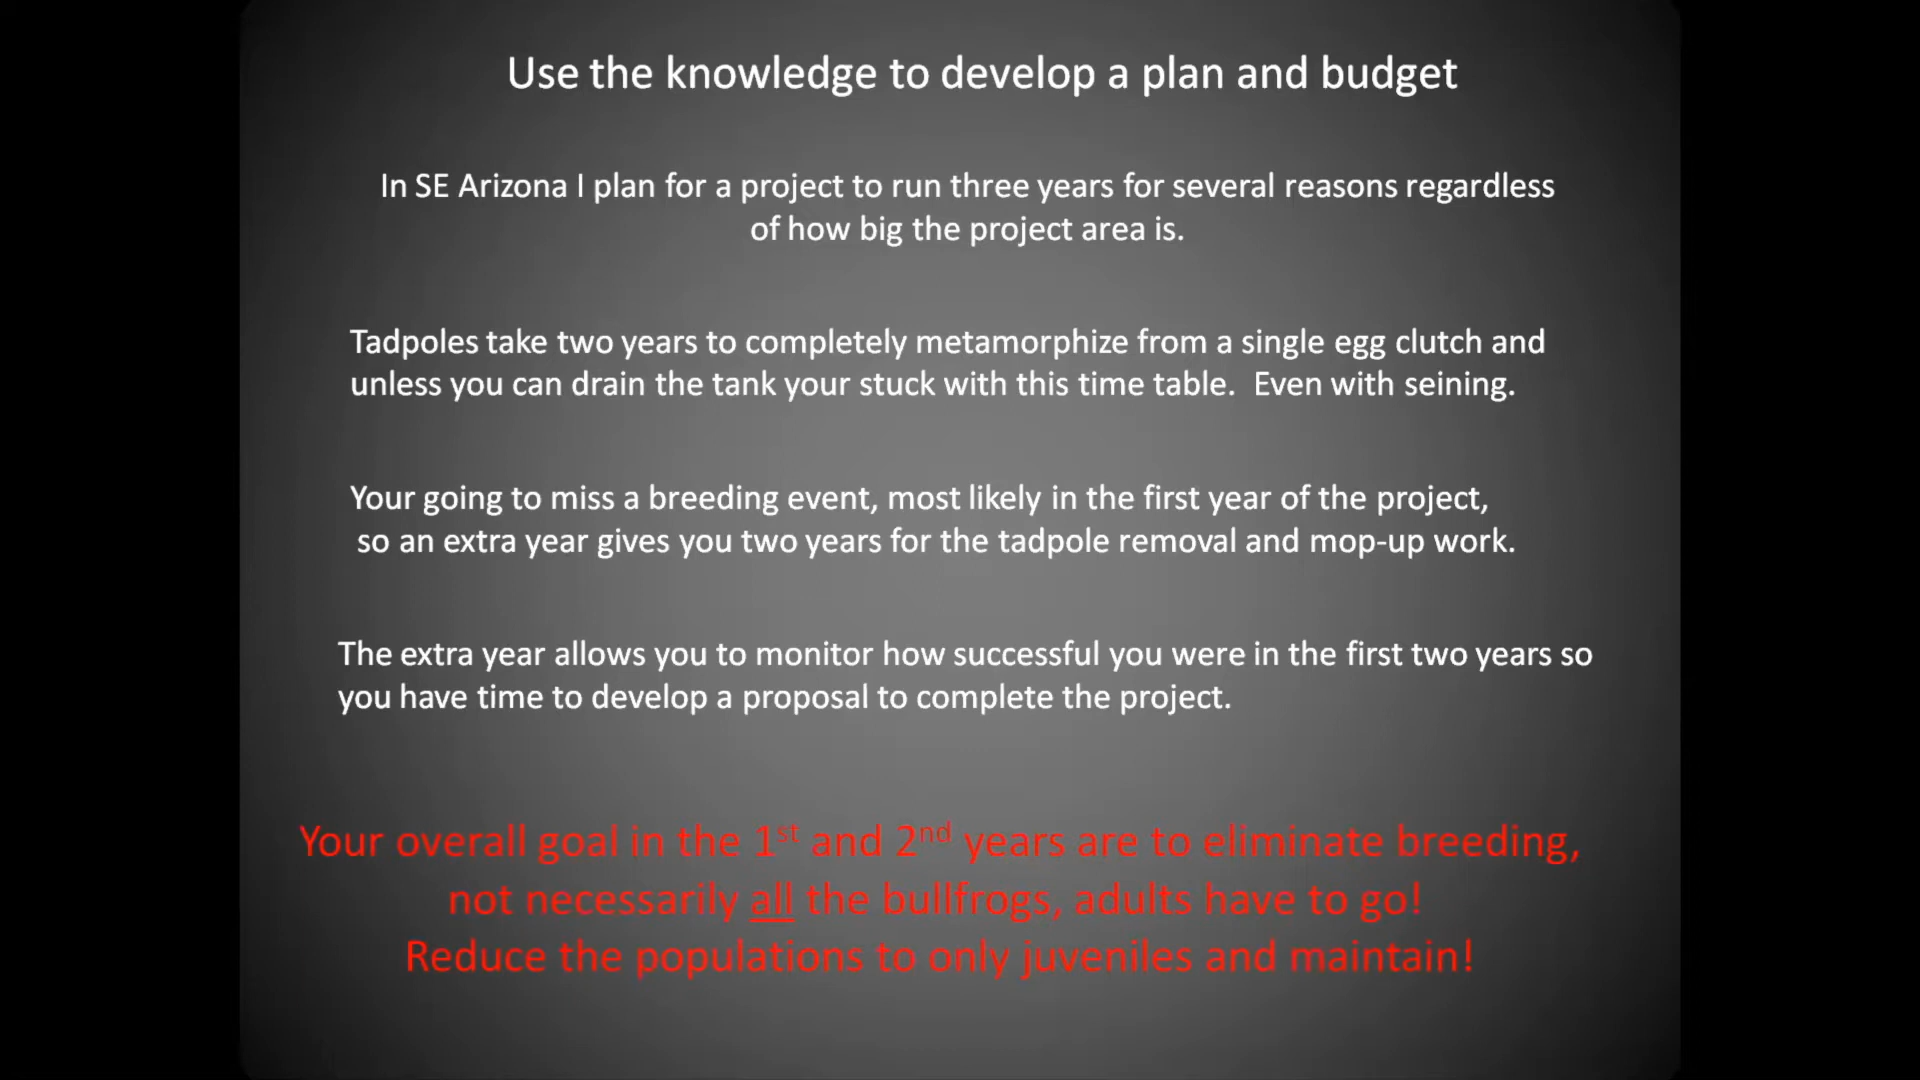 Use the knowledge to develop a plan and budget
In SE Arizona I plan for a project to run three years for several reasons regardless
of how big the project area is.
Tadpoles take two years to completely metamorphize from a single egg clutch and
unless you can drain the tank your stuck with this time table.  Even with seining.
Your going to miss a breeding event, most likely in the first year of the project,
so an extra year gives you two years for the tadpole removal and mop-up work.
The extra year allows you to monitor how successful you were in the first two years so
you have time to develop a proposal to complete the project.
Your overall goal in the 1st and 2nd years are to eliminate breeding,
not necessarily all the bullfrogs, adults have to go!
Reduce the populations to only juveniles and maintain!